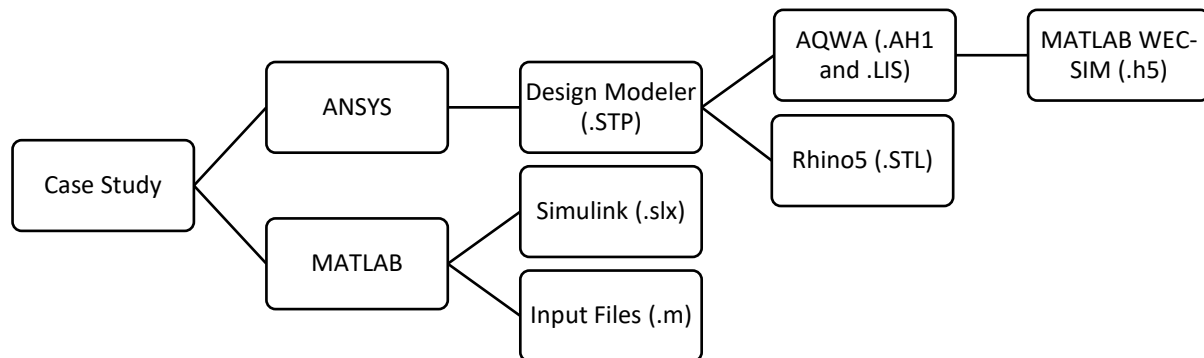 AQWA (.AH1
and .LIS)
MATLAB WEC-
SIM (.h5)
ANSYS
Design Modeler
(.STP)
Rhino5 (.STL)
Case Study
Simulink (.slx)
MATLAB
Input Files (.m)